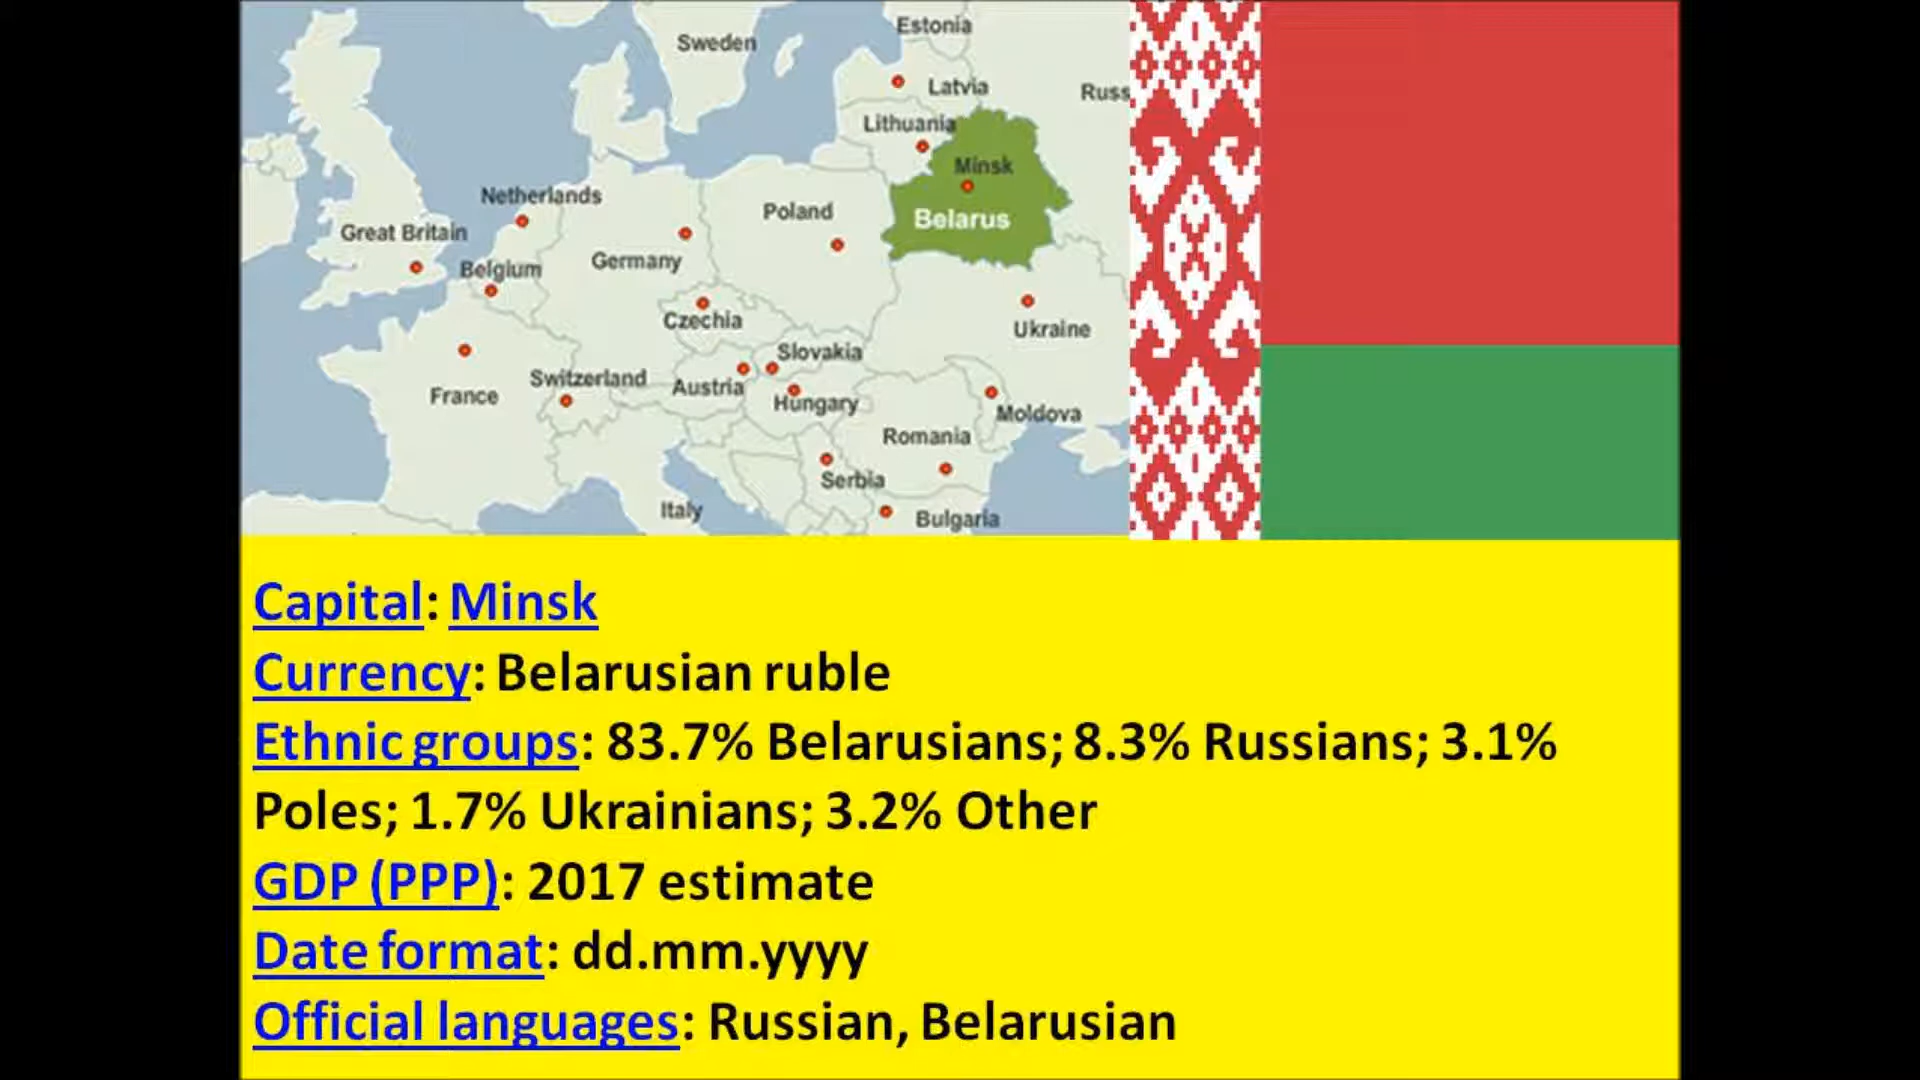 Estonia
Sweden
Latvia
Russ
Lithuania
Minsk
Netherlands
Poland
Belarus
Great Britain
Germany
Belgium
Czechia
Ukraine
Slovakia
Switzerland
Austria
France
Hungary
Moldova
Romania
Serbia
Italy
Bulgaria
Capital: Minsk
Currency: Belarusian ruble
Ethnic groups: 83.7% Belarusians; 8.3% Russians; 3.1%
Poles; 1.7% Ukrainians; 3.2% Other
GDP (PPP): 2017 estimate
Date format: dd.mm.yyyy
Official languages: Russian, Belarusian